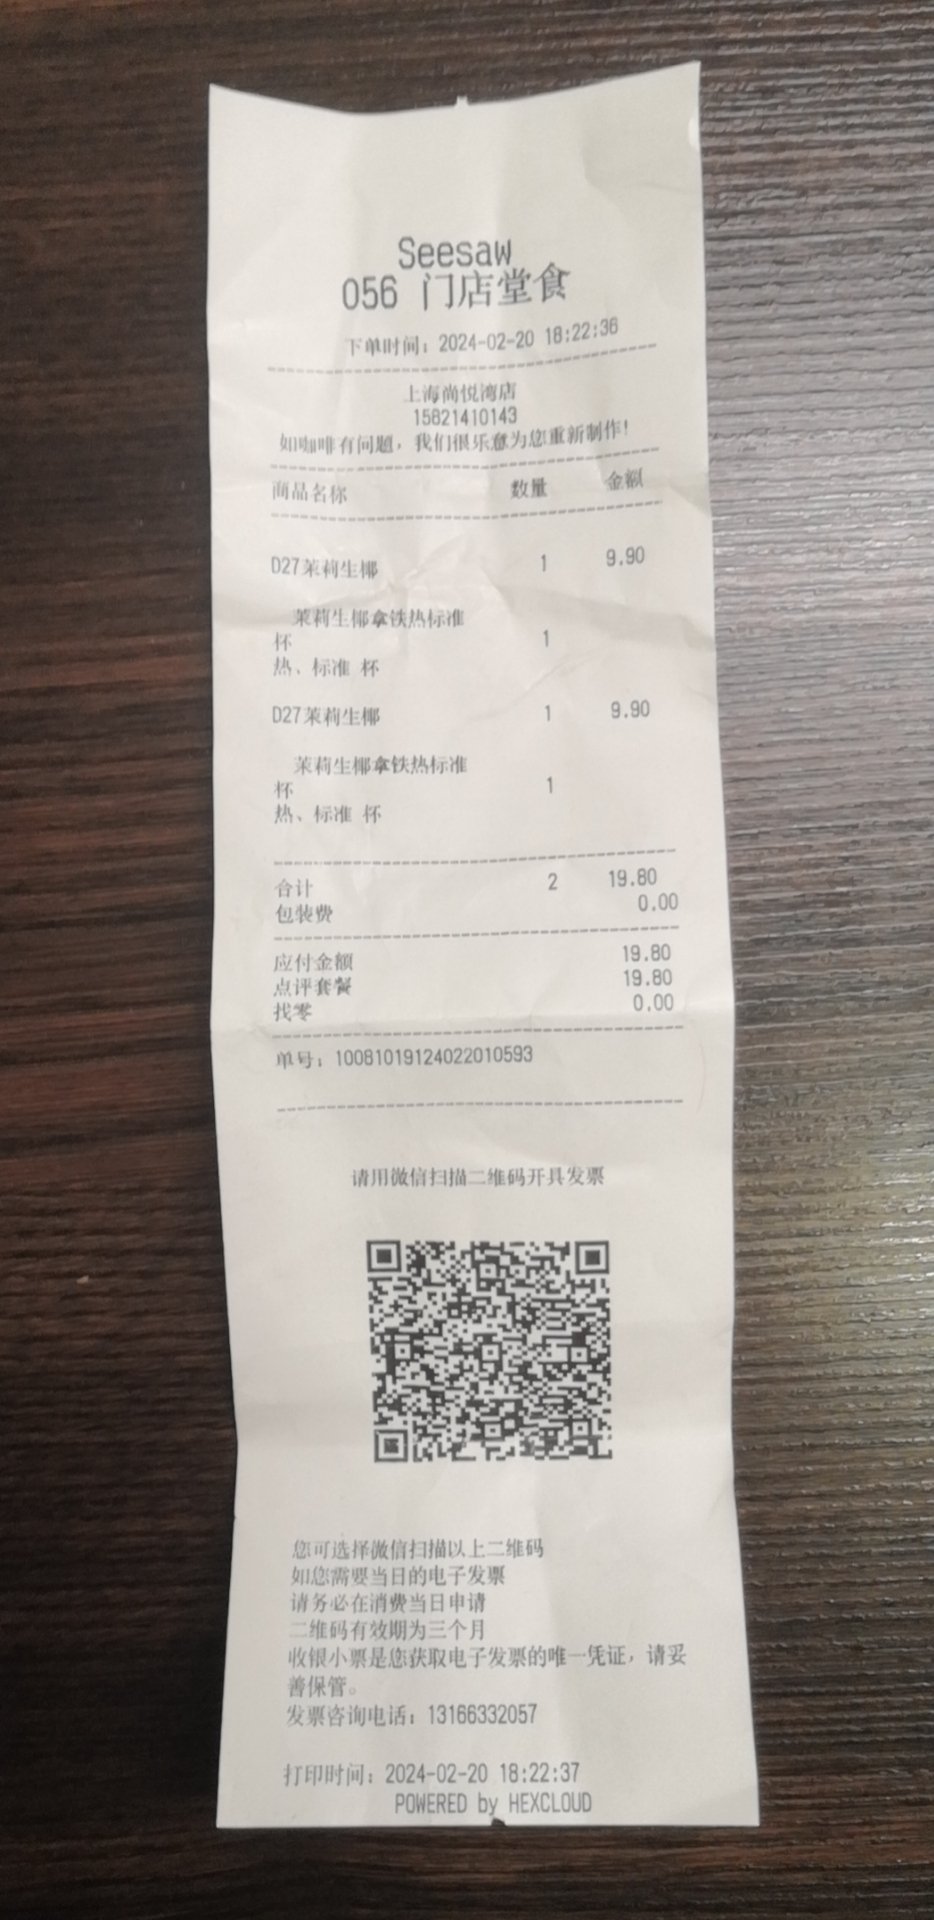 Seesaw
056 门店堂食
下单时间：2024-02-20 18:22:36
上海尚悦湾店
15821410143
如咖啡有问题，我们很乐意为您重新制作！
商品名称 数量 金额
D27茉莉生椰 1 9.90
茉莉生椰拿铁热标准
杯 1
热、标准 杯
D27茉莉生椰 1 9.90
茉莉生椰拿铁热标准
杯 1
热、标准 杯
合计 2 19.80
包装费 0.00
应付金额 19.80
点评套餐 19.80
找零 0.00
单号：10081019124022010593
请用微信扫描二维码开具发票
您可选择微信扫描以上二维码
如您需要当日的电子发票
请务必在消费当日申请
二维码有效期为三个月
收银小票是您获取电子发票的唯一凭证，请妥
善保管。
发票咨询电话：13166332057
打印时间：2024-02-20 18:22:37
POWERED by HEXCLOUD